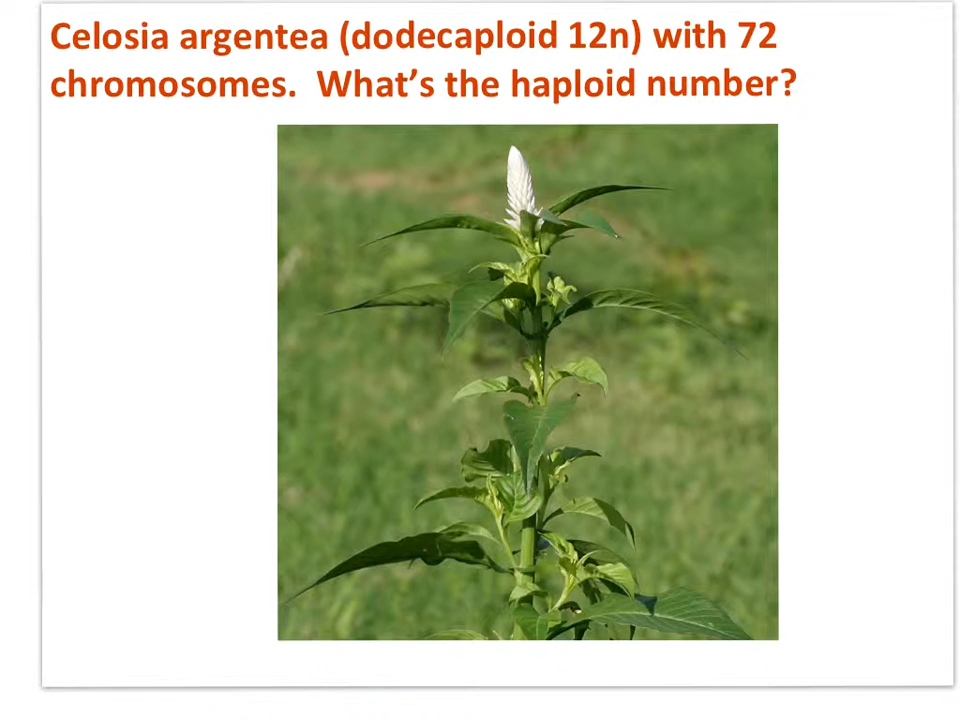 Celosia argentea (dodecaploid 12n) with 72
chromosomes.  What’s the haploid number?